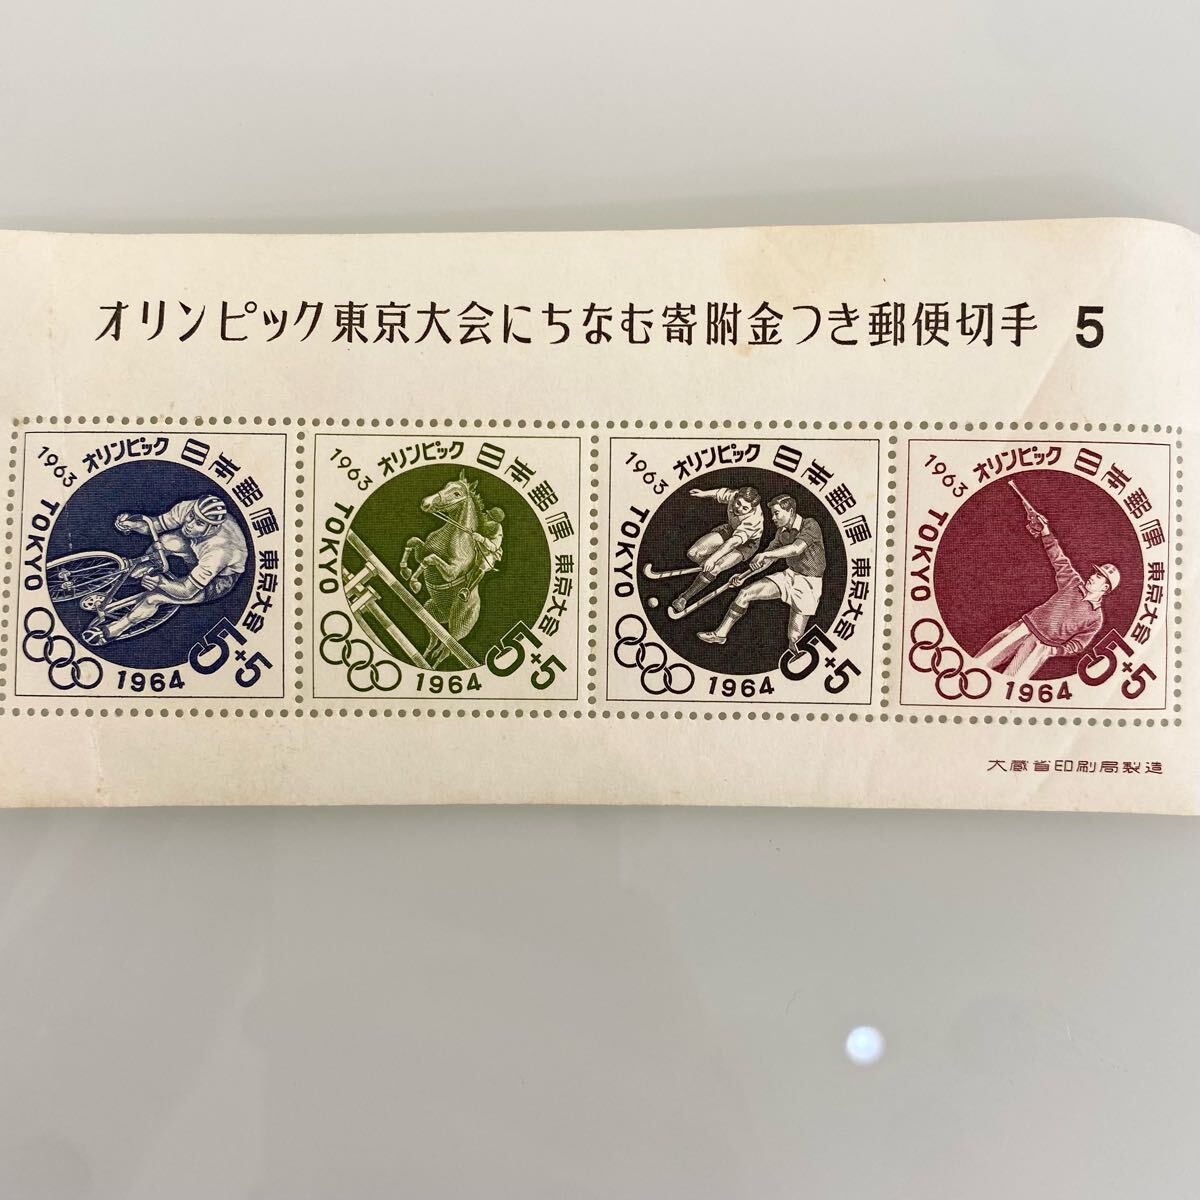 オリンピック東京大会にちなむ寄附金つき郵便切手 5
1963 オリンピック 日本郵便
TOKYO 東京大会
1964 5+5
1963 オリンピック 日本郵便
TOKYO 東京大会
1964 5+5
1963 オリンピック 日本郵便
TOKYO 東京大会
1964 5+5
1963 オリンピック 日本郵便
TOKYO 東京大会
1964 5+5
大蔵省印刷局製造